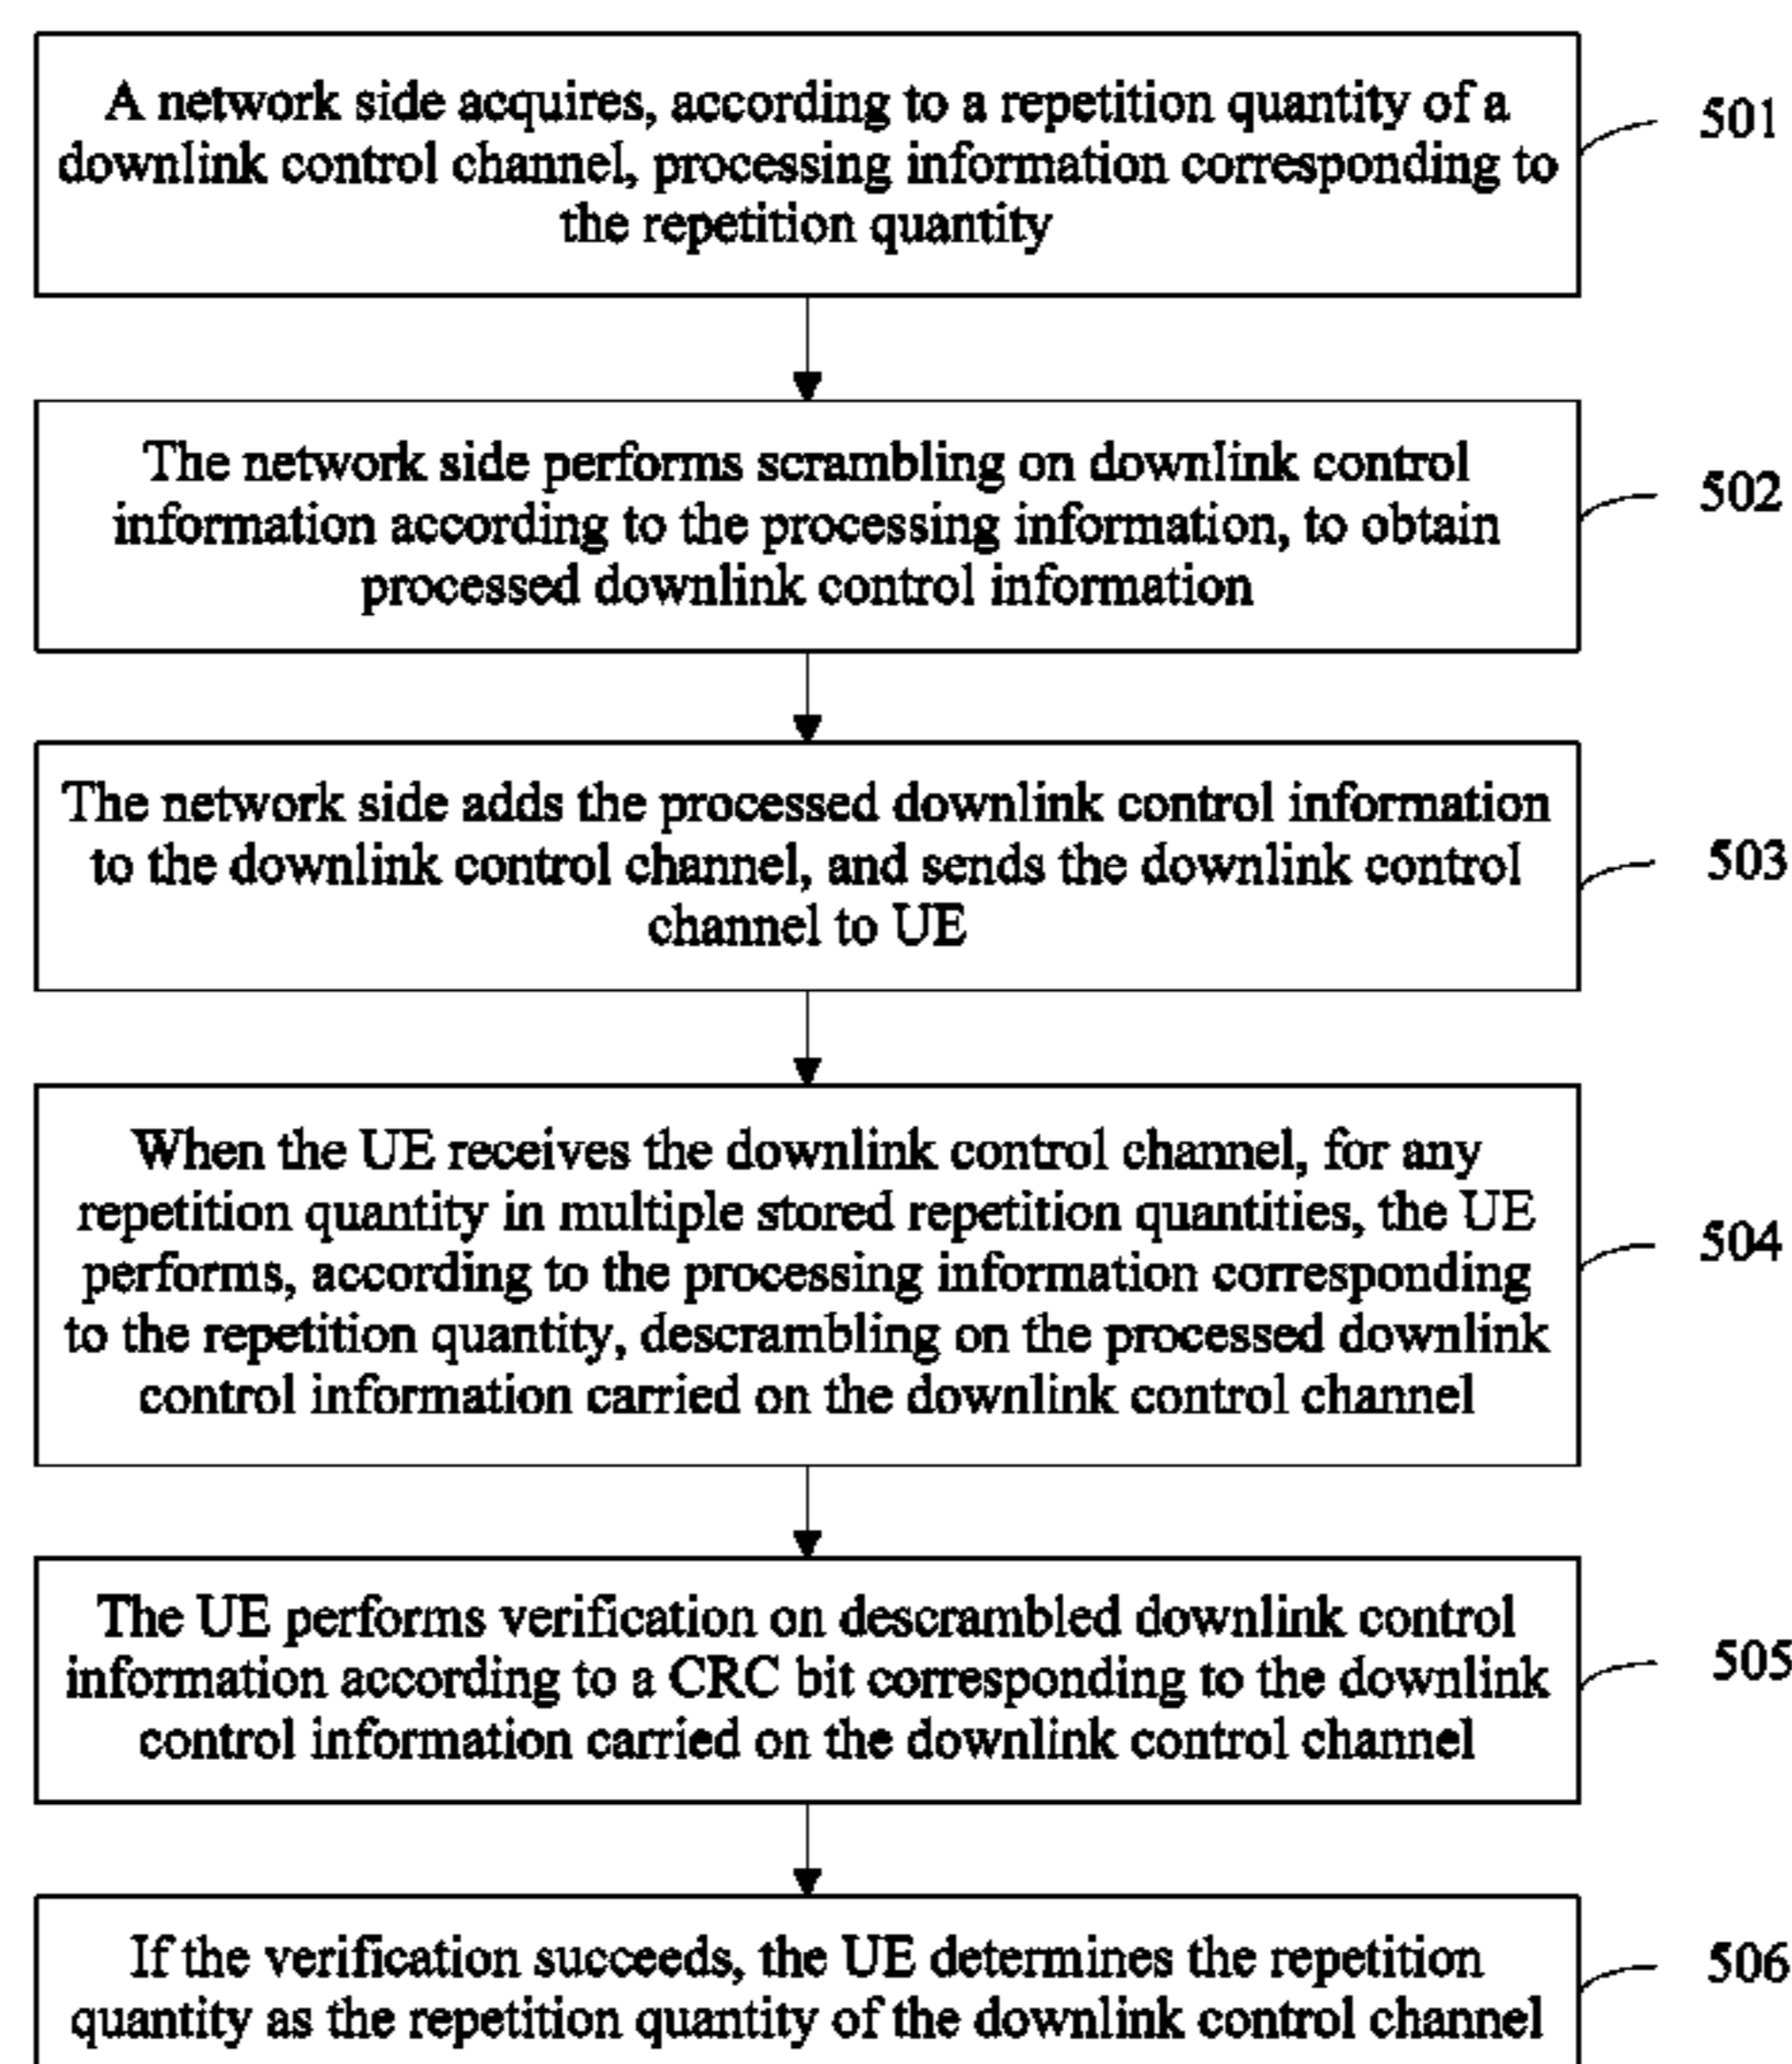 A network side acquires, according to a repetition quantity of a
downlink control channel, processing information corresponding to
the repetition quantity
501
The network side performs scrambling on downlink control
information according to the processing information, to obtain
processed downlink control information
502
The network side adds the processed downlink control information
to the downlink control channel, and sends the downlink control
channel to UE
503
When the UE receives the downlink control channel, for any
repetition quantity in multiple stored repetition quantities, the UE
performs, according to the processing information corresponding
to the repetition quantity, descrambling on the processed downlink
control information carried on the downlink control channel
504
The UE performs verification on descrambled downlink control
information according to a CRC bit corresponding to the downlink
control information carried on the downlink control channel
505
If the verification succeeds, the UE determines the repetition
quantity as the repetition quantity of the downlink control channel
506